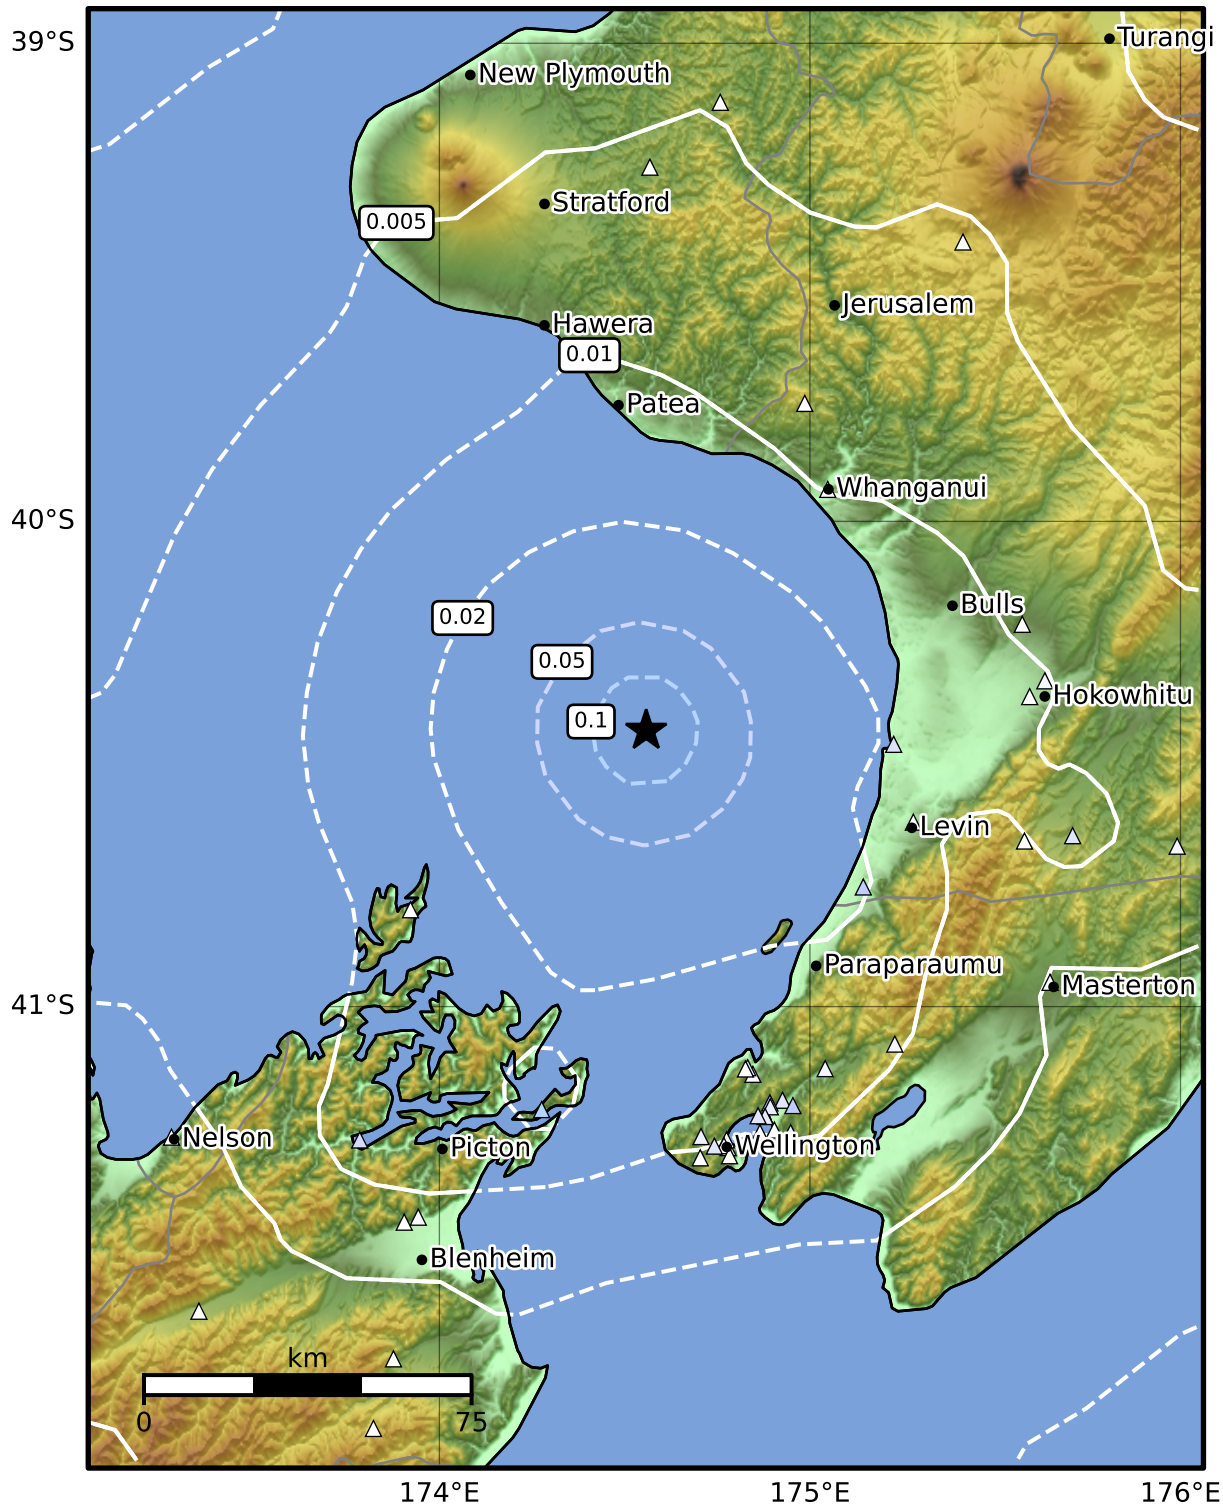 39°S
Turangi
New Plymouth
Stratford
0.005
Jerusalem
Hawera
0.01
Patea
Whanganui
40°S
Bulls
0.02
0.05
Hokowhitu
0.1
Levin
Paraparaumu
Masterton
41°S
Nelson
Picton
Wellington
Blenheim
km
0
75
174°E
175°E
176°E